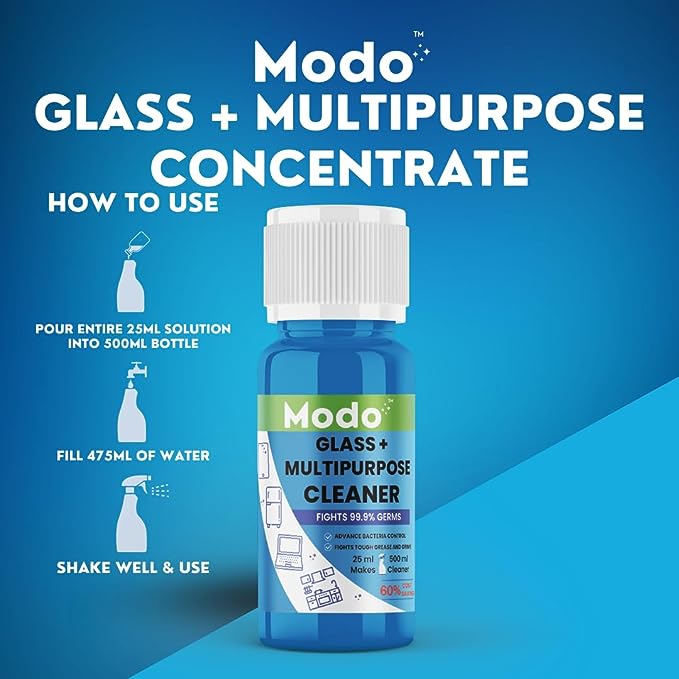 Modo™
GLASS + MULTIPURPOSE
CONCENTRATE
HOW TO USE
POUR ENTIRE 25ML SOLUTION
INTO 500ML BOTTLE
FILL 475ML OF WATER
SHAKE WELL & USE
Modo™
GLASS +
MULTIPURPOSE
CLEANER
FIGHTS 99.9% GERMS
ADVANCE BACTERIA CONTROL
FIGHTS TOUGH GREASE AND GRIME
25 ml 500 ml
Makes Cleaner
60%